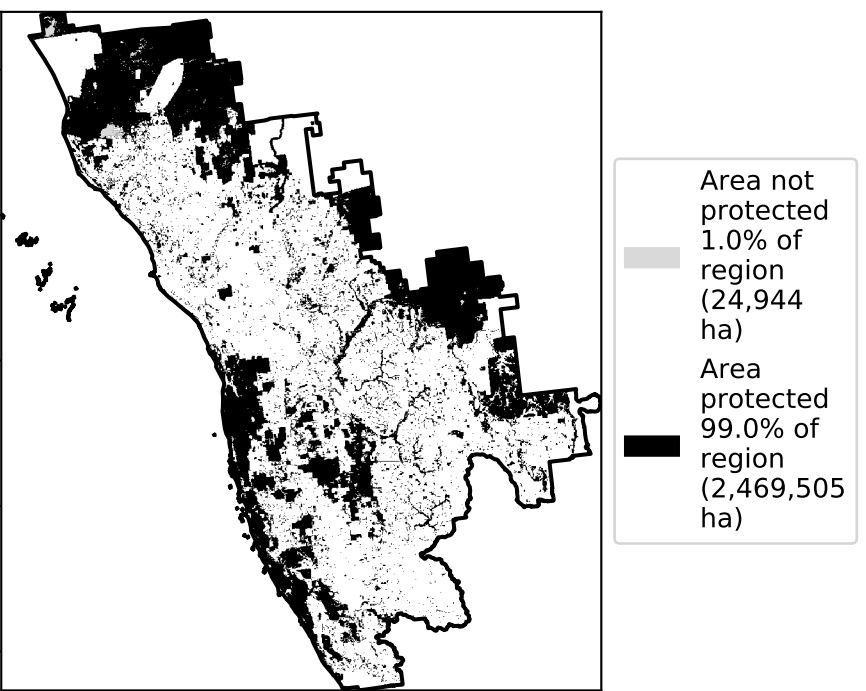 Area not
protected
1.0% of
region
(24,944
ha)
Area
protected
99.0% of
region
(2,469,505
ha)